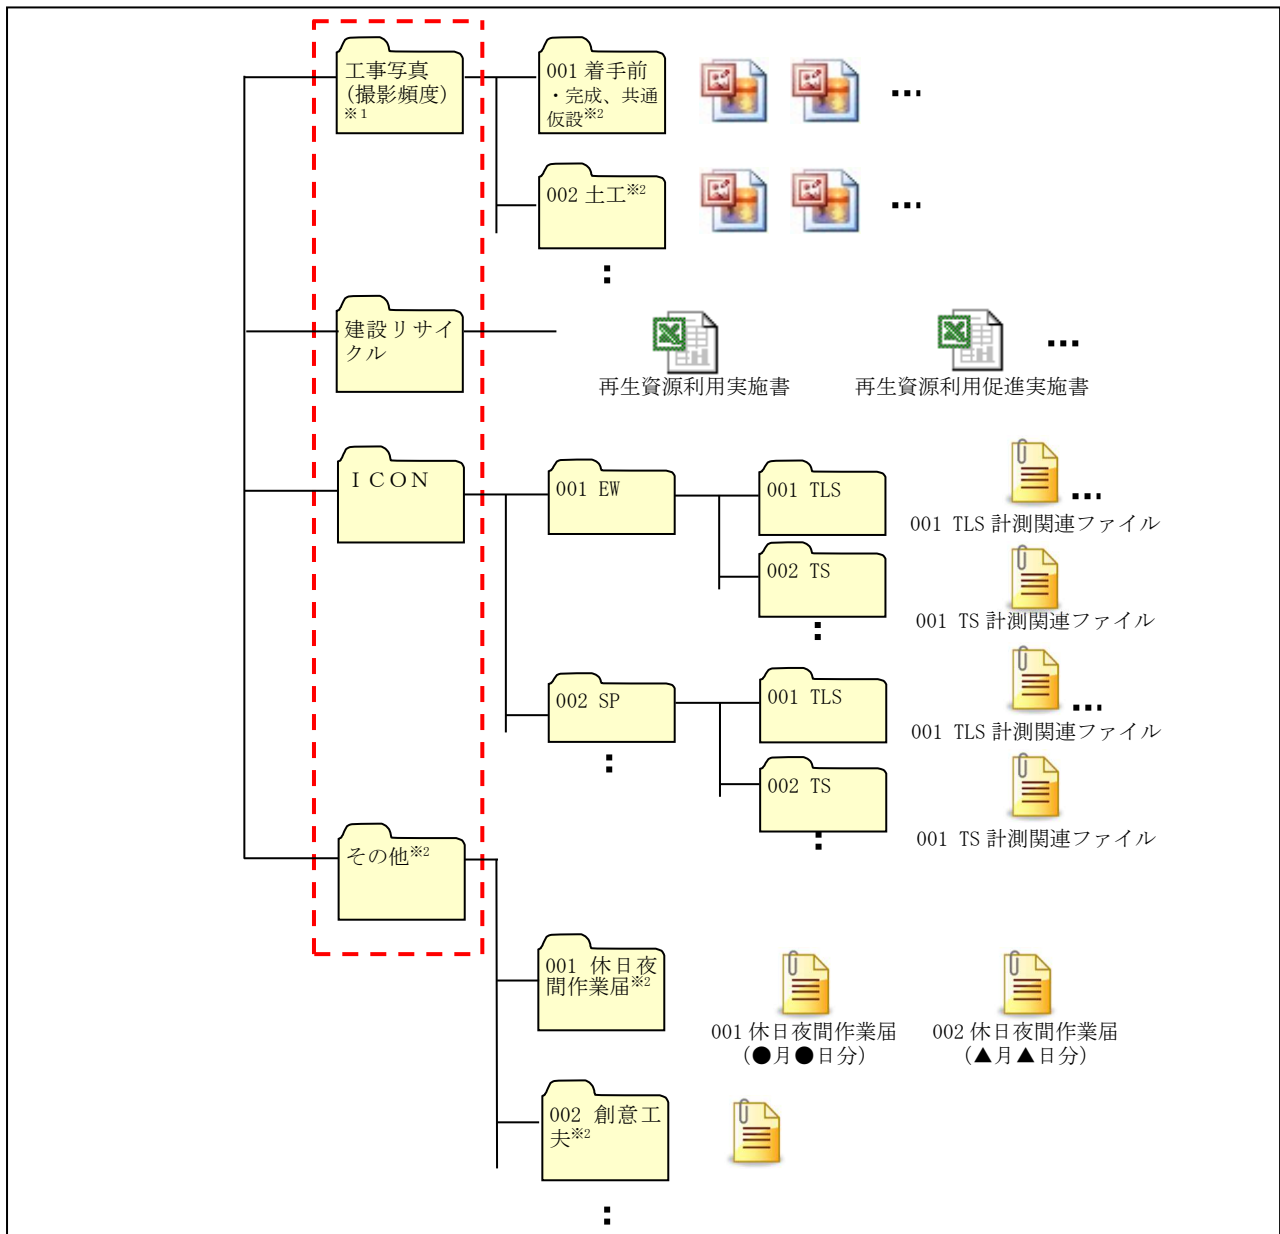 工事写真
(撮影頻度)
※1
001 着手前
・完成、共通
仮設※2
…
002 土工※2
…
:
建設リサイ
クル
再生資源利用実施書
再生資源利用促進実施書
…
ＩＣＯＮ
001 EW
001 TLS
…
001 TLS 計測関連ファイル
002 TS
001 TS 計測関連ファイル
:
002 SP
001 TLS
…
001 TLS 計測関連ファイル
:
002 TS
001 TS 計測関連ファイル
:
その他※2
001 休日夜
間作業届※2
001 休日夜間作業届
(●月●日分)
002 休日夜間作業届
(▲月▲日分)
002 創意工
夫※2
: